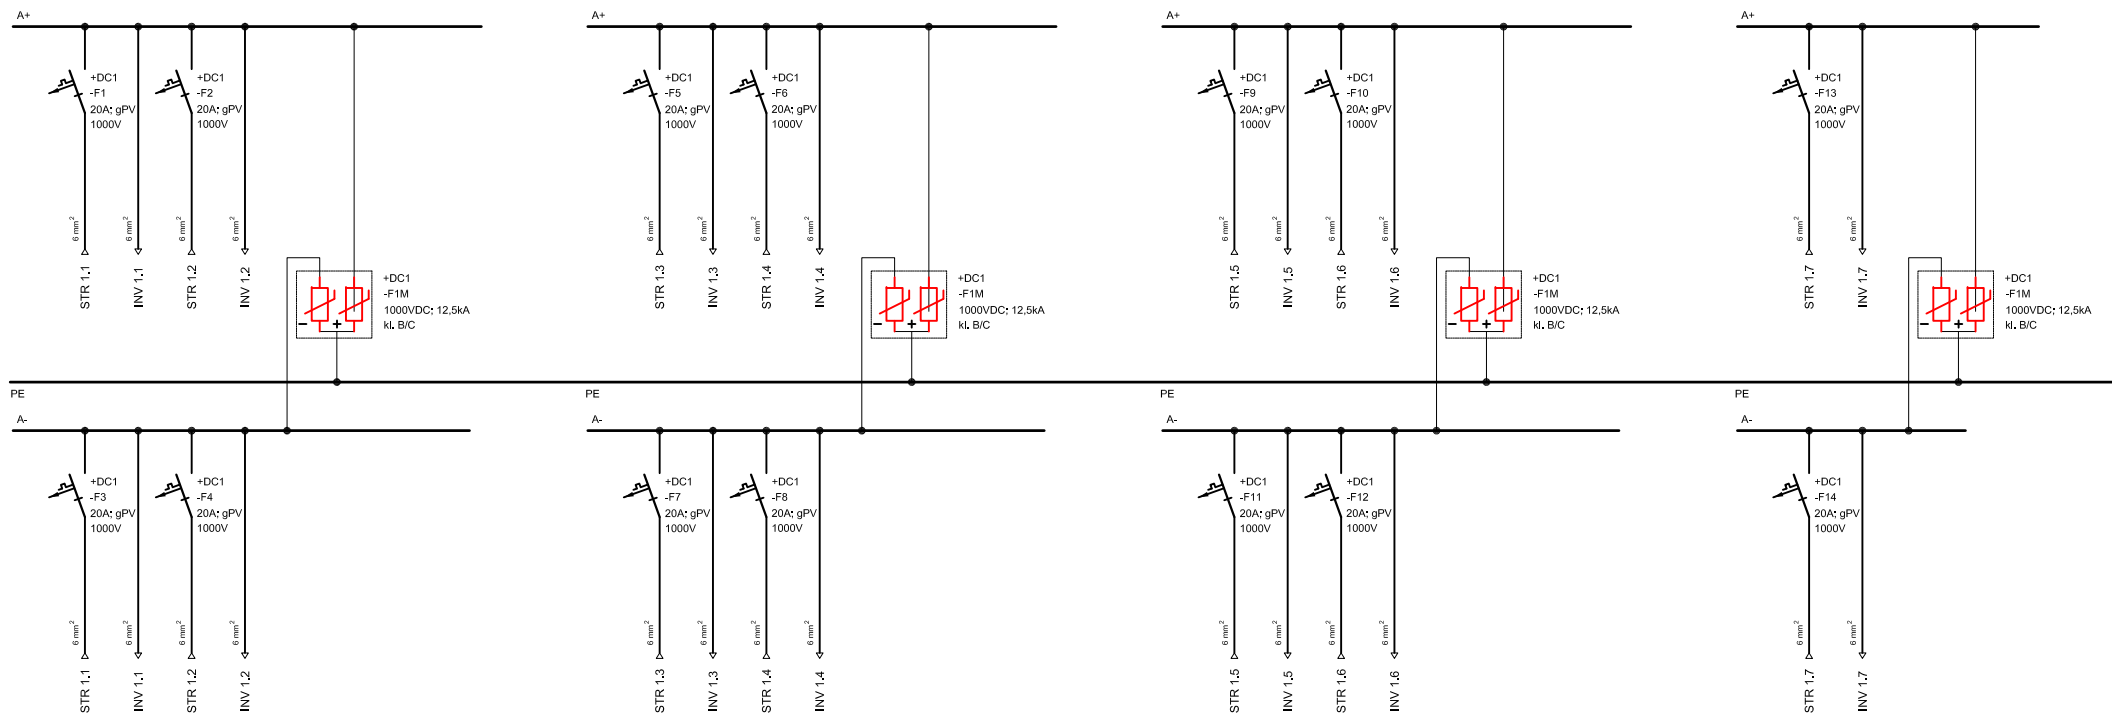 A+
A+
A+
A+
+DC1
-F1
20A; gPV
1000V
+DC1
-F2
20A; gPV
1000V
+DC1
-F5
20A; gPV
1000V
+DC1
-F6
20A; gPV
1000V
+DC1
-F9
20A; gPV
1000V
+DC1
-F10
20A; gPV
1000V
+DC1
-F13
20A; gPV
1000V
6 mm²
6 mm²
6 mm²
6 mm²
6 mm²
6 mm²
6 mm²
6 mm²
6 mm²
6 mm²
6 mm²
6 mm²
6 mm²
6 mm²
STR 1.1
INV 1.1
STR 1.2
INV 1.2
STR 1.3
INV 1.3
STR 1.4
INV 1.4
STR 1.5
INV 1.5
STR 1.6
INV 1.6
STR 1.7
INV 1.7
- +
+DC1
-F1M
1000VDC; 12,5kA
kl. B/C
- +
+DC1
-F1M
1000VDC; 12,5kA
kl. B/C
- +
+DC1
-F1M
1000VDC; 12,5kA
kl. B/C
- +
+DC1
-F1M
1000VDC; 12,5kA
kl. B/C
PE
PE
PE
PE
A-
A-
A-
A-
+DC1
-F3
20A; gPV
1000V
+DC1
-F4
20A; gPV
1000V
+DC1
-F7
20A; gPV
1000V
+DC1
-F8
20A; gPV
1000V
+DC1
-F11
20A; gPV
1000V
+DC1
-F12
20A; gPV
1000V
+DC1
-F14
20A; gPV
1000V
6 mm²
6 mm²
6 mm²
6 mm²
6 mm²
6 mm²
6 mm²
6 mm²
6 mm²
6 mm²
6 mm²
6 mm²
6 mm²
6 mm²
STR 1.1
INV 1.1
STR 1.2
INV 1.2
STR 1.3
INV 1.3
STR 1.4
INV 1.4
STR 1.5
INV 1.5
STR 1.6
INV 1.6
STR 1.7
INV 1.7